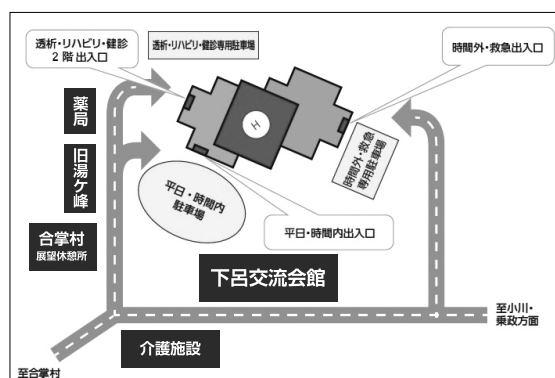 透析・リハビリ・健診
2階出入口
透析・リハビリ・健診専用駐車場
時間外・救急出入口
薬局
H
旧湯ケ峰
時間外・救急
専用駐車場
平日・時間内
駐車場
合掌村
展望休憩所
平日・時間内出入口
下呂交流会館
至小川・
乗政方面
介護施設
至合掌村